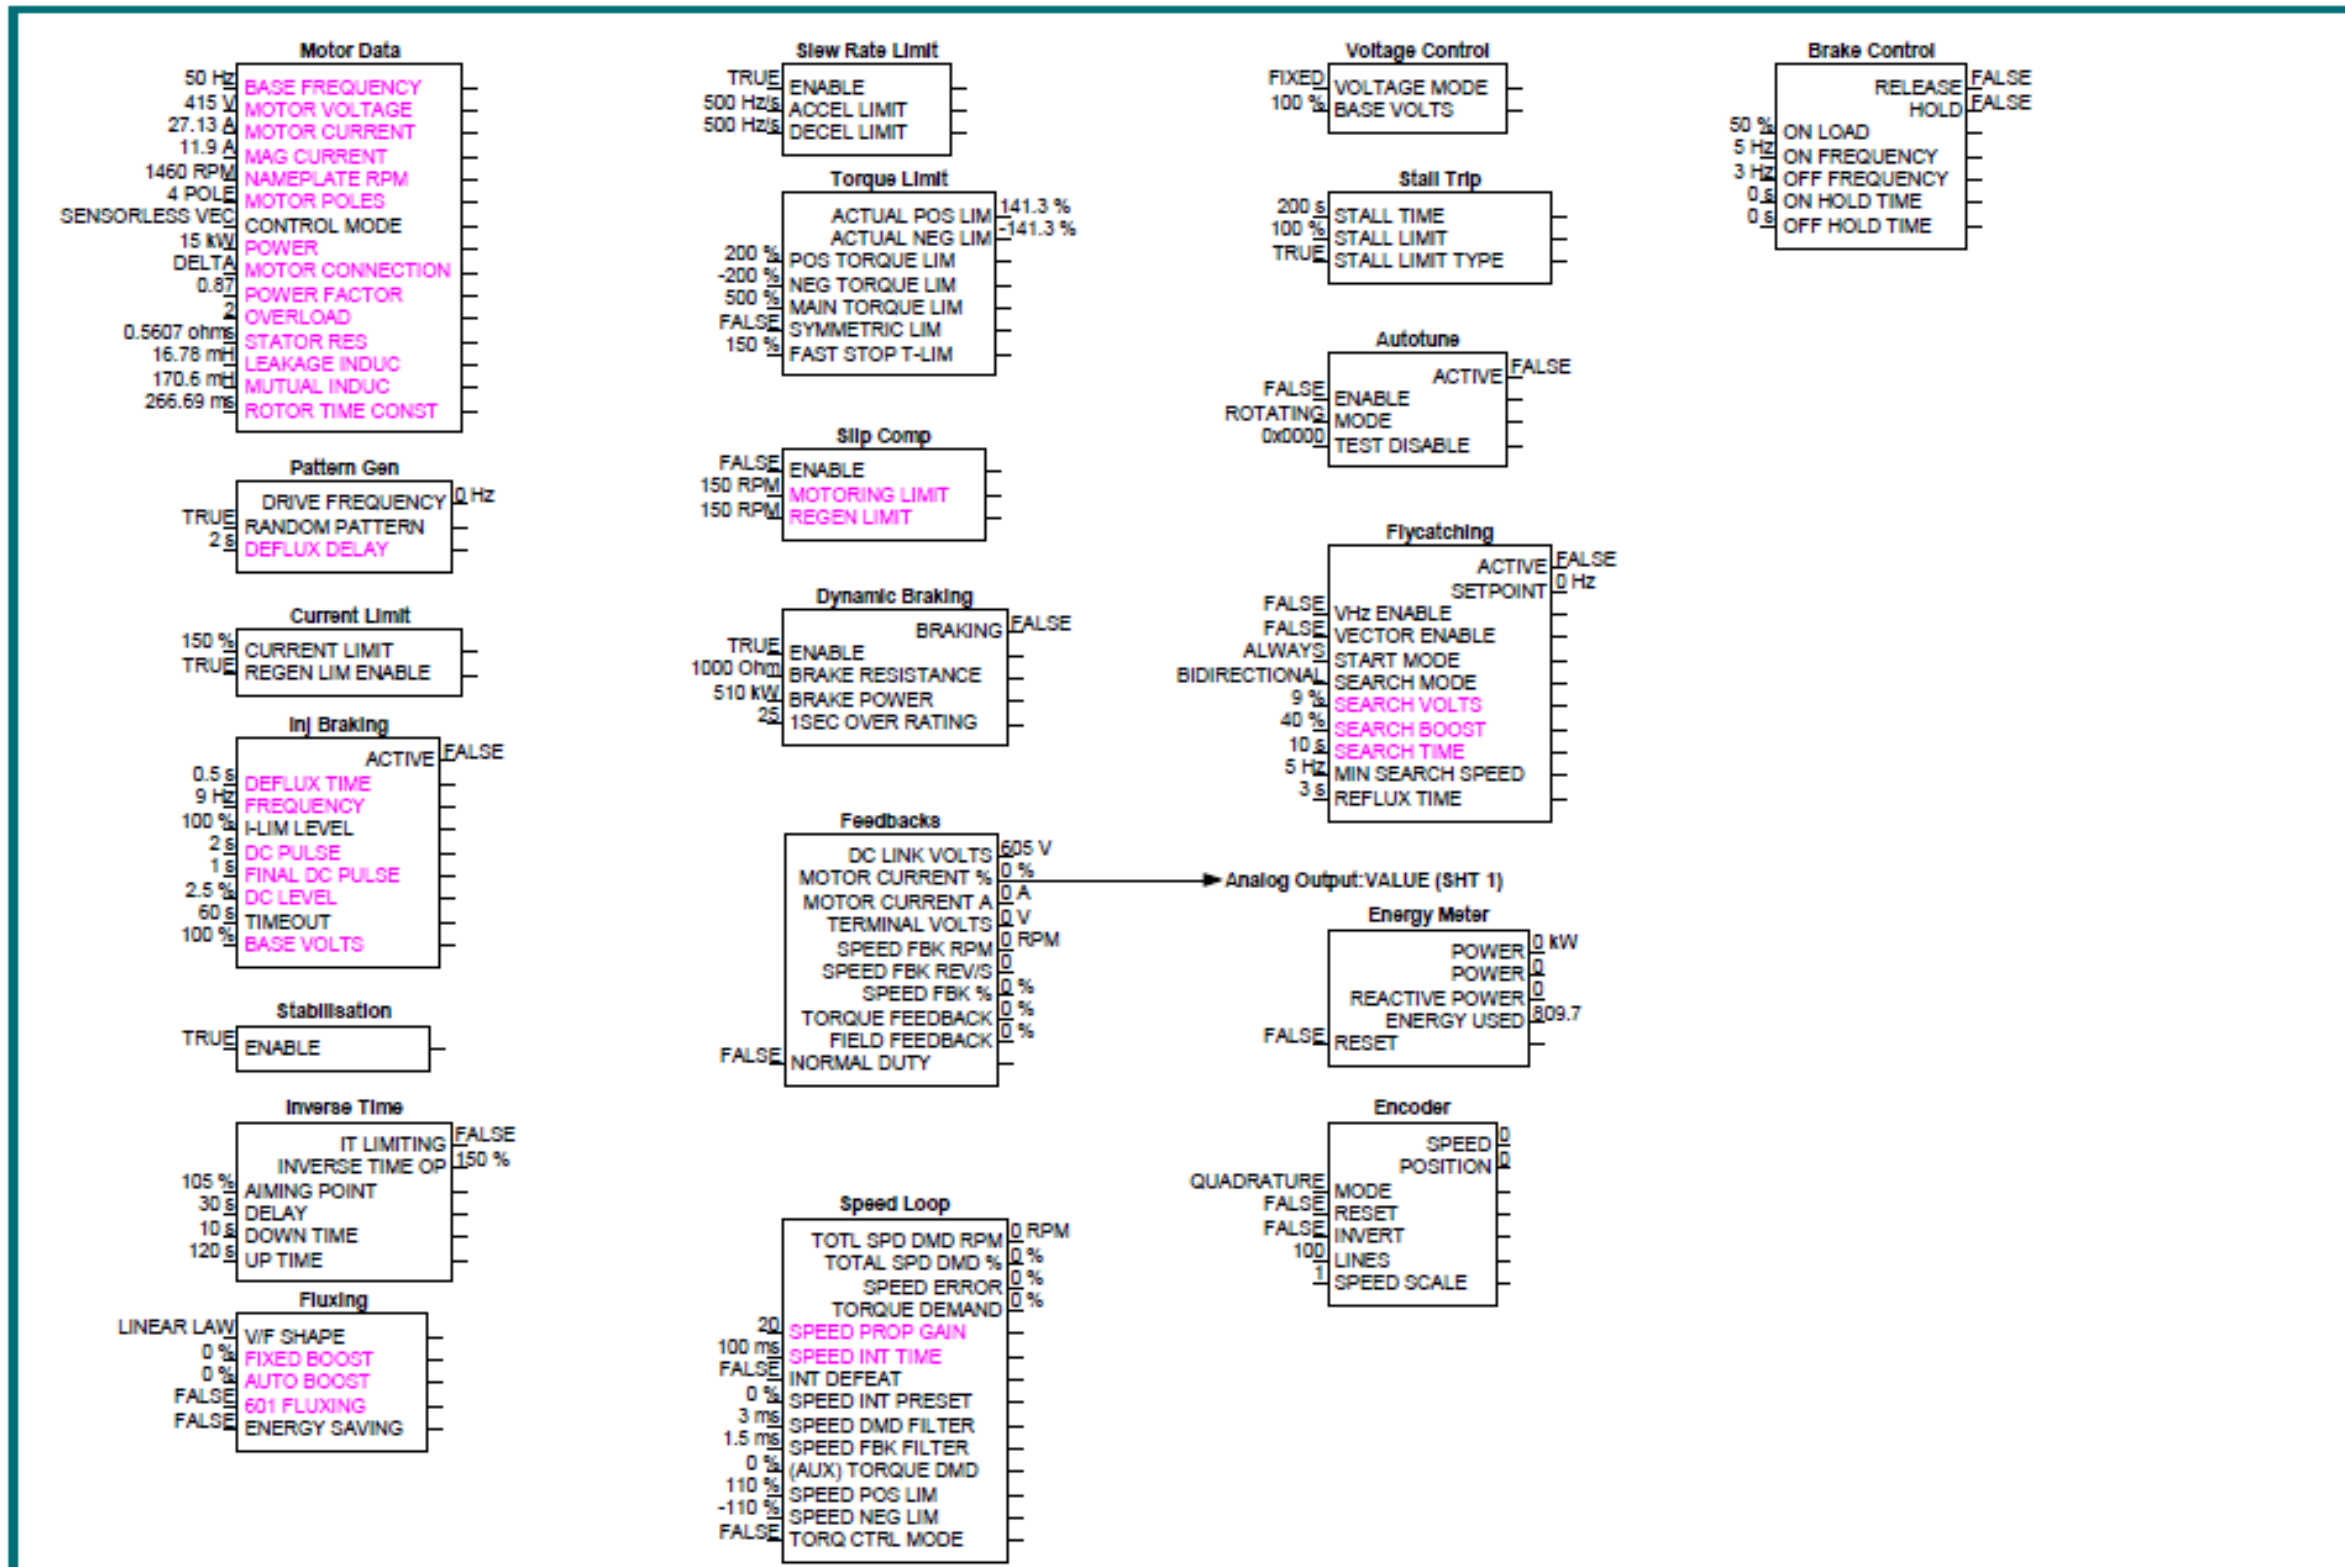 Motor Data
50 Hz BASE FREQUENCY
415 V MOTOR VOLTAGE
27.13 A MOTOR CURRENT
11.9 A MAG CURRENT
1460 RPM NAMEPLATE RPM
4 POLE MOTOR POLES
SENSORLESS VEC CONTROL MODE
15 kW POWER
DELTA MOTOR CONNECTION
0.87 POWER FACTOR
2 OVERLOAD
0.5607 ohms STATOR RES
16.78 mH LEAKAGE INDUC
170.6 mH MUTUAL INDUC
266.69 ms ROTOR TIME CONST
Pattern Gen
DRIVE FREQUENCY 0 Hz
TRUE RANDOM PATTERN
2 s DEFLUX DELAY
Current Limit
150 % CURRENT LIMIT
TRUE REGEN LIM ENABLE
Inj Braking
ACTIVE FALSE
0.5 s DEFLUX TIME
9 Hz FREQUENCY
100 % I-LIM LEVEL
2 s DC PULSE
1 s FINAL DC PULSE
2.5 % DC LEVEL
60 s TIMEOUT
100 % BASE VOLTS
Stabilisation
TRUE ENABLE
Inverse Time
IT LIMITING FALSE
INVERSE TIME OP 150 %
105 % AIMING POINT
30 s DELAY
10 s DOWN TIME
120 s UP TIME
Fluxing
LINEAR LAW V/F SHAPE
0 % FIXED BOOST
0 % AUTO BOOST
FALSE 601 FLUXING
FALSE ENERGY SAVING
Slew Rate Limit
TRUE ENABLE
500 Hz/s ACCEL LIMIT
500 Hz/s DECEL LIMIT
Torque Limit
ACTUAL POS LIM 141.3 %
ACTUAL NEG LIM -141.3 %
200 % POS TORQUE LIM
-200 % NEG TORQUE LIM
500 % MAIN TORQUE LIM
FALSE SYMMETRIC LIM
150 % FAST STOP T-LIM
Slip Comp
FALSE ENABLE
150 RPM MOTORING LIMIT
150 RPM REGEN LIMIT
Dynamic Braking
BRAKING FALSE
TRUE ENABLE
1000 Ohm BRAKE RESISTANCE
510 kW BRAKE POWER
25 1SEC OVER RATING
Feedbacks
DC LINK VOLTS 605 V
MOTOR CURRENT % 0 % Analog Output:VALUE (SHT 1)
MOTOR CURRENT A 0 A
TERMINAL VOLTS 0 V
SPEED FBK RPM 0 RPM
SPEED FBK REV/S 0
SPEED FBK % 0 %
TORQUE FEEDBACK 0 %
FIELD FEEDBACK 0 %
FALSE NORMAL DUTY
Speed Loop
TOTL SPD DMD RPM 0 RPM
TOTAL SPD DMD % 0 %
SPEED ERROR 0 %
TORQUE DEMAND 0 %
20 SPEED PROP GAIN
100 ms SPEED INT TIME
FALSE INT DEFEAT
0 % SPEED INT PRESET
3 ms SPEED DMD FILTER
1.5 ms SPEED FBK FILTER
0 % (AUX) TORQUE DMD
110 % SPEED POS LIM
-110 % SPEED NEG LIM
FALSE TORQ CTRL MODE
Voltage Control
FIXED VOLTAGE MODE
100 % BASE VOLTS
Stall Trip
200 s STALL TIME
100 % STALL LIMIT
TRUE STALL LIMIT TYPE
Autotune
ACTIVE FALSE
FALSE ENABLE
ROTATING MODE
0x0000 TEST DISABLE
Flycatching
ACTIVE FALSE
SETPOINT 0 Hz
FALSE VHz ENABLE
FALSE VECTOR ENABLE
ALWAYS START MODE
BIDIRECTIONAL SEARCH MODE
9 % SEARCH VOLTS
40 % SEARCH BOOST
10 s SEARCH TIME
5 Hz MIN SEARCH SPEED
3 s REFLUX TIME
Energy Meter
POWER 0 kW
POWER 0
REACTIVE POWER 0
ENERGY USED 809.7
FALSE RESET
Encoder
SPEED 0
POSITION 0
QUADRATURE MODE
FALSE RESET
FALSE INVERT
100 LINES
1 SPEED SCALE
Brake Control
RELEASE FALSE
HOLD FALSE
50 % ON LOAD
5 Hz ON FREQUENCY
3 Hz OFF FREQUENCY
0 s ON HOLD TIME
0 s OFF HOLD TIME